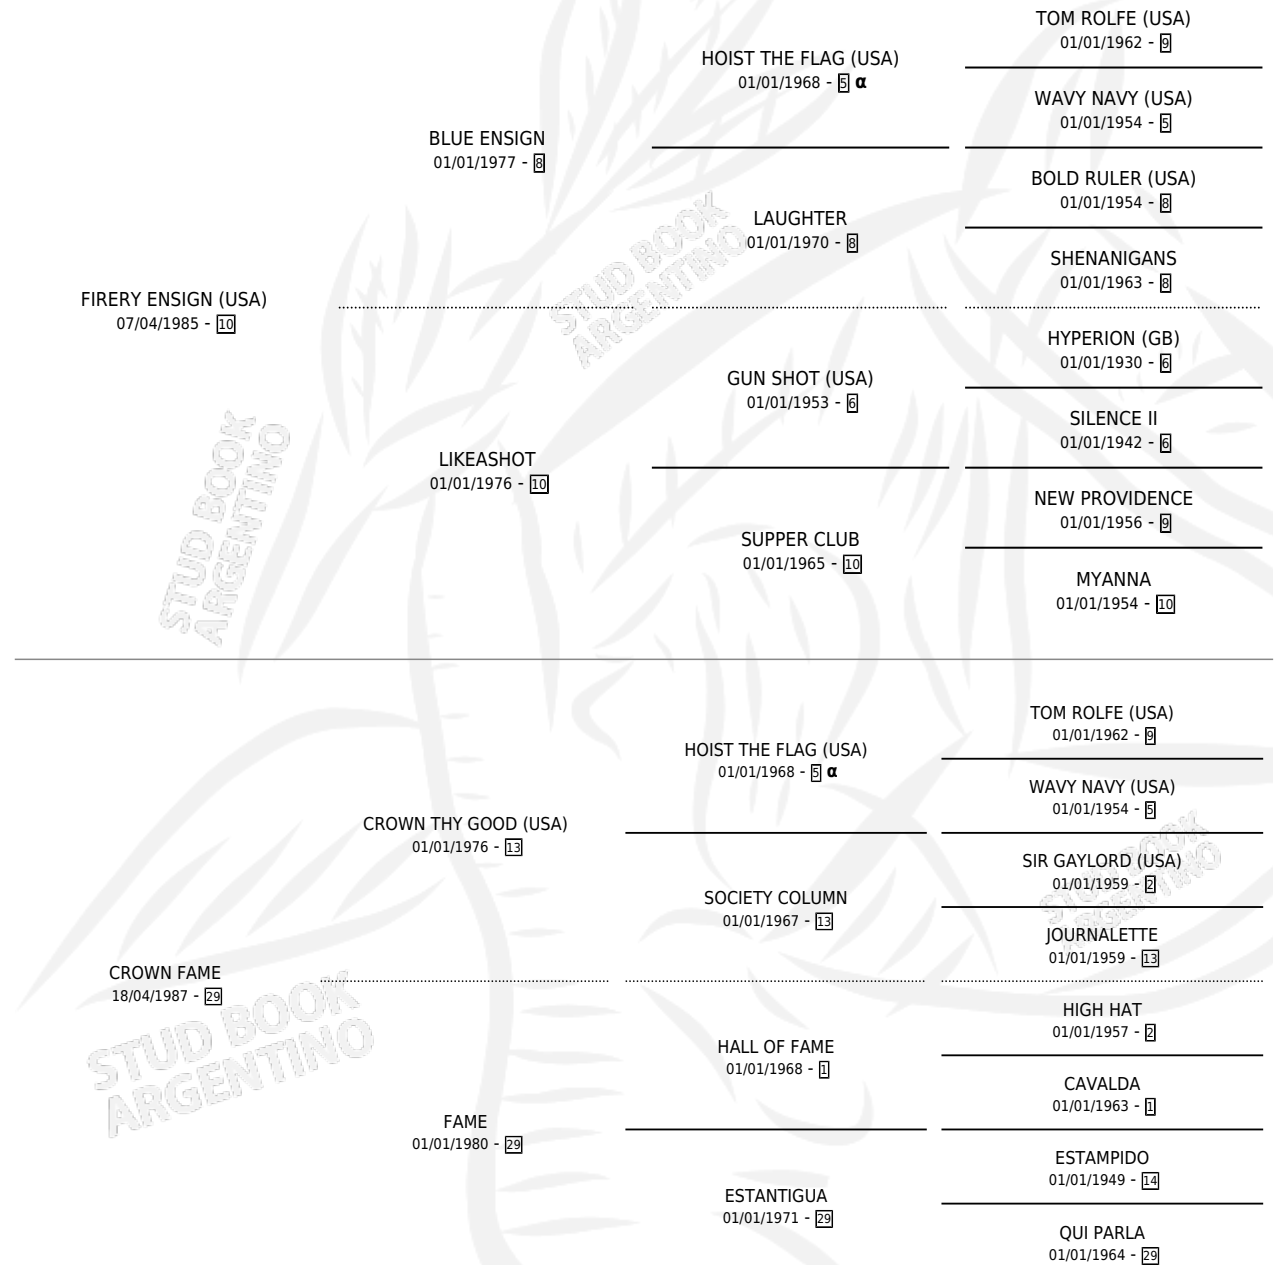 TOM ROLFE (USA)
01/01/1962 - 9
HOIST THE FLAG (USA)
01/01/1968 - 5 α
WAVY NAVY (USA)
01/01/1954 - 5
BLUE ENSIGN
01/01/1977 - 8
BOLD RULER (USA)
01/01/1954 - 8
LAUGHTER
01/01/1970 - 8
SHENANIGANS
01/01/1963 - 8
FIRERY ENSIGN (USA)
07/04/1985 - 10
HYPERION (GB)
01/01/1930 - 6
GUN SHOT (USA)
01/01/1953 - 6
SILENCE II
01/01/1942 - 6
LIKEASHOT
01/01/1976 - 10
NEW PROVIDENCE
01/01/1956 - 9
SUPPER CLUB
01/01/1965 - 10
MYANNA
01/01/1954 - 10
TOM ROLFE (USA)
01/01/1962 - 9
HOIST THE FLAG (USA)
01/01/1968 - 5 α
WAVY NAVY (USA)
01/01/1954 - 5
CROWN THY GOOD (USA)
01/01/1976 - 13
SIR GAYLORD (USA)
01/01/1959 - 2
SOCIETY COLUMN
01/01/1967 - 13
JOURNALETTE
01/01/1959 - 13
CROWN FAME
18/04/1987 - 29
HIGH HAT
01/01/1957 - 2
HALL OF FAME
01/01/1968 - 1
CAVALDA
01/01/1963 - 1
FAME
01/01/1980 - 29
ESTAMPIDO
01/01/1949 - 14
ESTANTIGUA
01/01/1971 - 29
QUI PARLA
01/01/1964 - 29
STUD BOOK
ARGENTINO
STUD BOOK
ARGENTINO
STUD BOOK
ARGENTINO
STUD BOOK
ARGENTINO